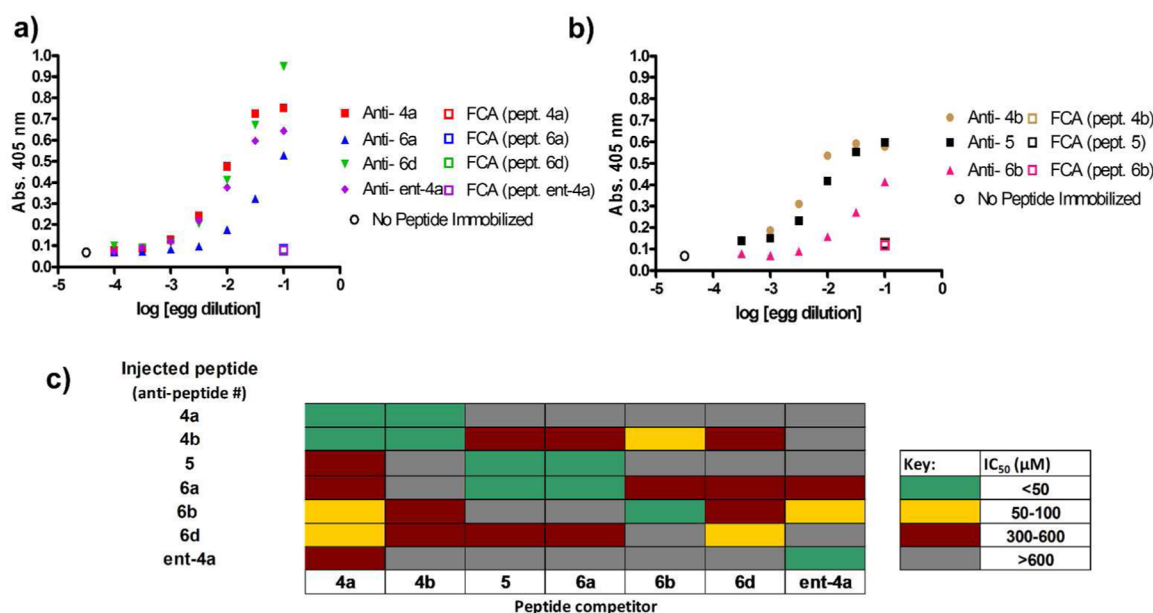 a)
Abs. 405 nm
1.0
0.9
0.8
0.7
0.6
0.5
0.4
0.3
0.2
0.1
0.0
-5 -4 -3 -2 -1 0
log [egg dilution]
Anti- 4a FCA (pept. 4a)
Anti- 6a FCA (pept. 6a)
Anti- 6d FCA (pept. 6d)
Anti- ent-4a FCA (pept. ent-4a)
No Peptide Immobilized
b)
Abs. 405 nm
1.0
0.9
0.8
0.7
0.6
0.5
0.4
0.3
0.2
0.1
0.0
-5 -4 -3 -2 -1 0
log [egg dilution]
Anti- 4b FCA (pept. 4b)
Anti- 5 FCA (pept. 5)
Anti- 6b FCA (pept. 6b)
No Peptide Immobilized
c)
Injected peptide
(anti-peptide #)
4a
4b
5
6a
6b
6d
ent-4a
4a 4b 5 6a 6b 6d ent-4a
Peptide competitor
Key: IC50 (µM)
<50
50-100
300-600
>600